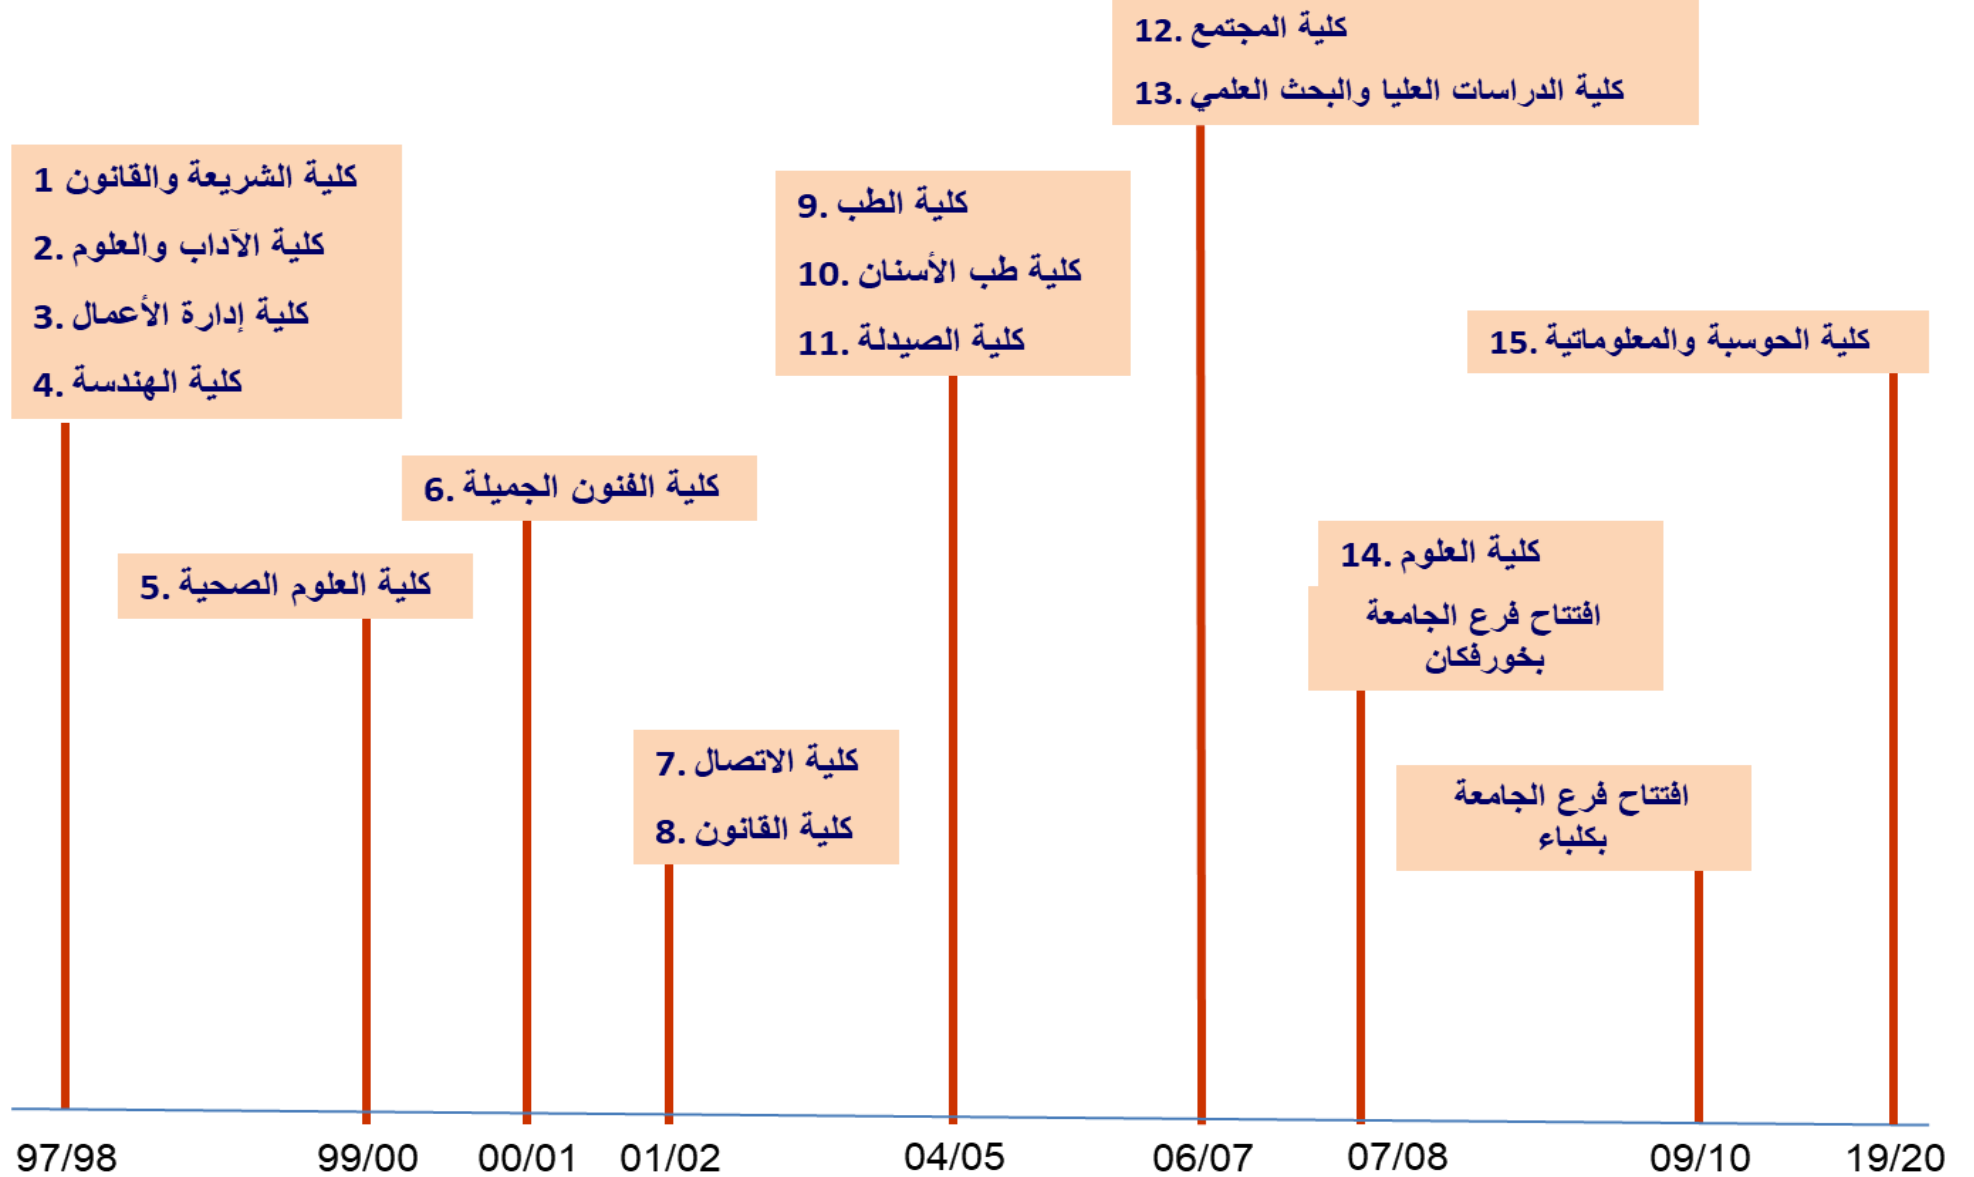 1 كلية الشريعة والقانون
2. كلية الآداب والعلوم
3. كلية إدارة الأعمال
4. كلية الهندسة
5. كلية العلوم الصحية
6. كلية الفنون الجميلة
7. كلية الاتصال
8. كلية القانون
9. كلية الطب
10. كلية طب الأسنان
11. كلية الصيدلة
12. كلية المجتمع
13. كلية الدراسات العليا والبحث العلمي
14. كلية العلوم
افتتاح فرع الجامعة
بخورفكان
افتتاح فرع الجامعة
بكلباء
15. كلية الحوسبة والمعلوماتية
97/98
99/00
00/01
01/02
04/05
06/07
07/08
09/10
19/20